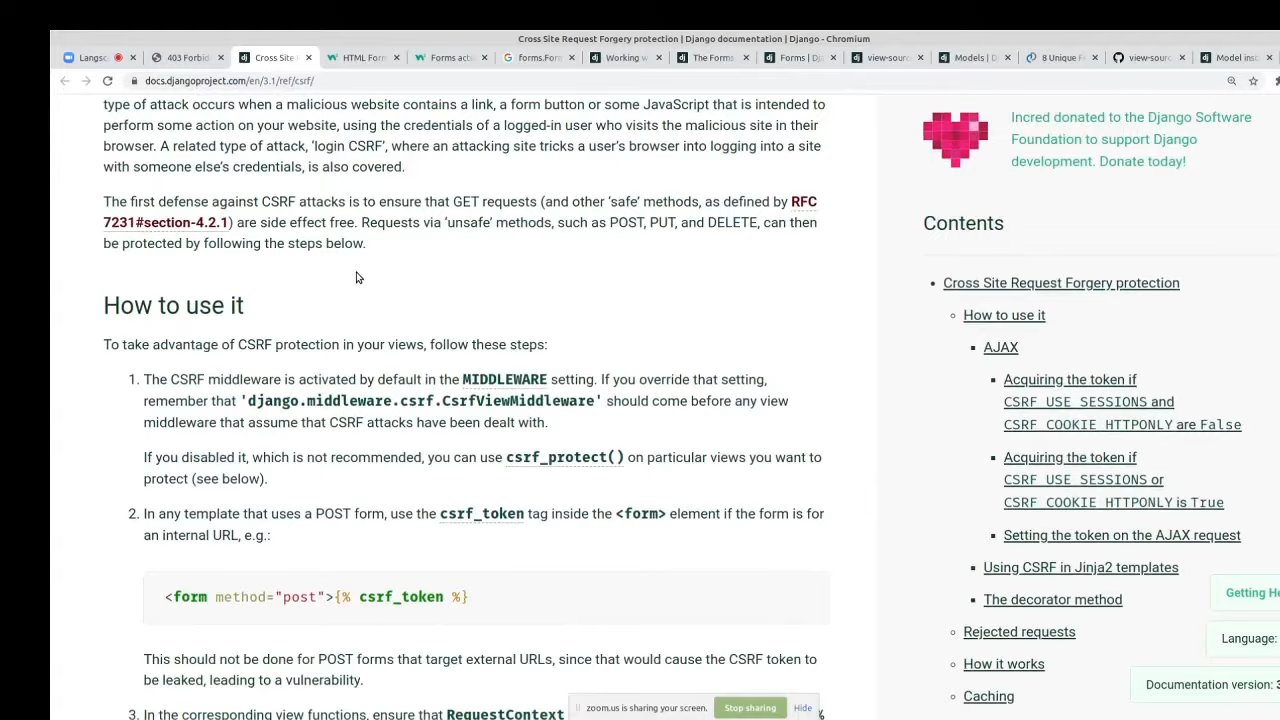 Cross Site Request Forgery protection | Django documentation | Django - Chromium
Langsc
403 Forbid
Cross Site
HTML Form
Forms act
forms.For
Working
The Forms
Forms | Dj
view-sourc
Models | D
8 Unique F
view-sourc
Model inst
docs.djangoproject.com/en/3.1/ref/csrf/
type of attack occurs when a malicious website contains a link, a form button or some JavaScript that is intended to
perform some action on your website, using the credentials of a logged-in user who visits the malicious site in their
browser. A related type of attack, ‘login CSRF’, where an attacking site tricks a user’s browser into logging into a site
with someone else’s credentials, is also covered.
The first defense against CSRF attacks is to ensure that GET requests (and other ‘safe’ methods, as defined by RFC
7231#section-4.2.1) are side effect free. Requests via ‘unsafe’ methods, such as POST, PUT, and DELETE, can then
be protected by following the steps below.
How to use it
To take advantage of CSRF protection in your views, follow these steps:
1. The CSRF middleware is activated by default in the MIDDLEWARE setting. If you override that setting,
remember that 'django.middleware.csrf.CsrfViewMiddleware' should come before any view
middleware that assume that CSRF attacks have been dealt with.
If you disabled it, which is not recommended, you can use csrf_protect() on particular views you want to
protect (see below).
2. In any template that uses a POST form, use the csrf_token tag inside the <form> element if the form is for
an internal URL, e.g.:
<form method="post">{% csrf_token %}
This should not be done for POST forms that target external URLs, since that would cause the CSRF token to
be leaked, leading to a vulnerability.
3. In the corresponding view functions, ensure that RequestContext
zoom.us is sharing your screen.
Stop sharing
Hide
Incred donated to the Django Software
Foundation to support Django
development. Donate today!
Contents
Cross Site Request Forgery protection
How to use it
AJAX
Acquiring the token if
CSRF_USE_SESSIONS and
CSRF_COOKIE_HTTPONLY are False
Acquiring the token if
CSRF_USE_SESSIONS or
CSRF_COOKIE_HTTPONLY is True
Setting the token on the AJAX request
Using CSRF in Jinja2 templates
The decorator method
Rejected requests
How it works
Caching
Getting He
Language:
Documentation version: 3